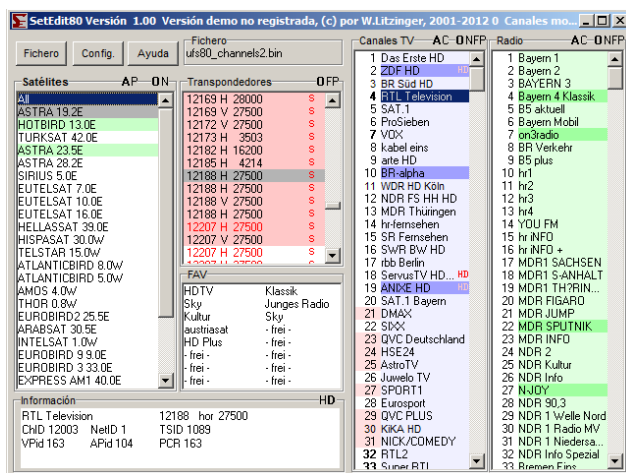 SetEdit80 Versión 1.00 Versión demo no registrada, (c) por W.Litzinger, 2001-2012 0 Canales mo...
Fichero Config. Ayuda
Fichero
ufs80_channels2.bin
Satélites A P O N
All
ASTRA 19.2E
HOTBIRD 13.0E
TURKSAT 42.0E
ASTRA 23.5E
ASTRA 28.2E
SIRIUS 5.0E
EUTELSAT 7.0E
EUTELSAT 10.0E
EUTELSAT 16.0E
HELLASSAT 39.0E
HISPASAT 30.0W
TELSTAR 15.0W
ATLANTICBIRD 8.0W
ATLANTICBIRD 5.0W
AMOS 4.0W
THOR 0.8W
EUROBIRD2 25.5E
ARABSAT 30.5E
INTELSAT 1.0W
EUROBIRD 9 9.0E
EUROBIRD 3 33.0E
EXPRESS AM1 40.0E
Transpondedores O F P
12169 H 28000 S
12169 V 27500 S
12172 V 27500 S
12173 H 3503 S
12182 H 16200 S
12185 H 4214 S
12188 H 27500 S
12188 H 27500 S
12188 V 27500 S
12188 H 27500 S
12207 H 27500 S
12207 V 27500 S
12207 H 27500 S
FAV
HDTV Klassik
Sky Junges Radio
Kultur Sky
austriasat - frei -
HD Plus - frei -
- frei - - frei -
- frei - - frei -
- frei - - frei -
Información HD
RTL Television 12188 hor 27500
ChID 12003 NetID 1 TSID 1089
VPid 163 APid 104 PCR 163
Canales TV A C O N F P
1 Das Erste HD
2 ZDF HD HD
3 BR Süd HD
4 RTL Television
5 SAT.1
6 ProSieben
7 VOX
8 kabel eins
9 arte HD
10 BR-alpha
11 WDR HD Köln
12 NDR FS HH HD
13 MDR Thüringen
14 hr-fernsehen
15 SR Fernsehen
16 SWR BW HD
17 rbb Berlin
18 ServusTV HD... HD
19 ANIXE HD HD
20 SAT.1 Bayern
21 DMAX
22 SIXX
23 QVC Deutschland
24 HSE24
25 AstroTV
26 Juwelo TV
27 SPORT1
28 Eurosport
29 QVC PLUS
30 KiKA HD
31 NICK/COMEDY
32 RTL2
33 Super RTL
Radio A C O N F P
1 Bayern 1
2 Bayern 2
3 BAYERN 3
4 Bayern 4 Klassik
5 B5 aktuell
6 Bayern Mobil
7 on3radio
8 BR Verkehr
9 B5 plus
10 hr1
11 hr2
12 hr3
13 hr4
14 YOU FM
15 hr iNFO
16 hr iNFO +
17 MDR1 SACHSEN
18 MDR1 S-ANHALT
19 MDR1 TH?RIN...
20 MDR FIGARO
21 MDR JUMP
22 MDR SPUTNIK
23 MDR INFO
24 NDR 2
25 NDR Kultur
26 NDR Info
27 N-JOY
28 NDR 90,3
29 NDR 1 Welle Nord
30 NDR 1 Radio MV
31 NDR 1 Niedersa...
32 NDR Info Spezial
33 Bremen Eins